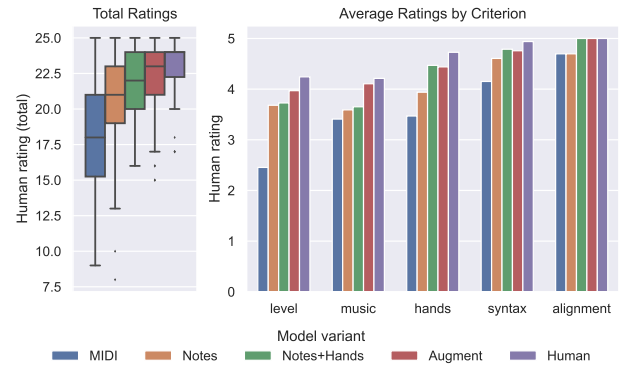 Total Ratings
Human rating (total)
25.0
22.5
20.0
17.5
15.0
12.5
10.0
7.5
Average Ratings by Criterion
Human rating
5
4
3
2
1
0
level music hands syntax alignment
Model variant
MIDI Notes Notes+Hands Augment Human